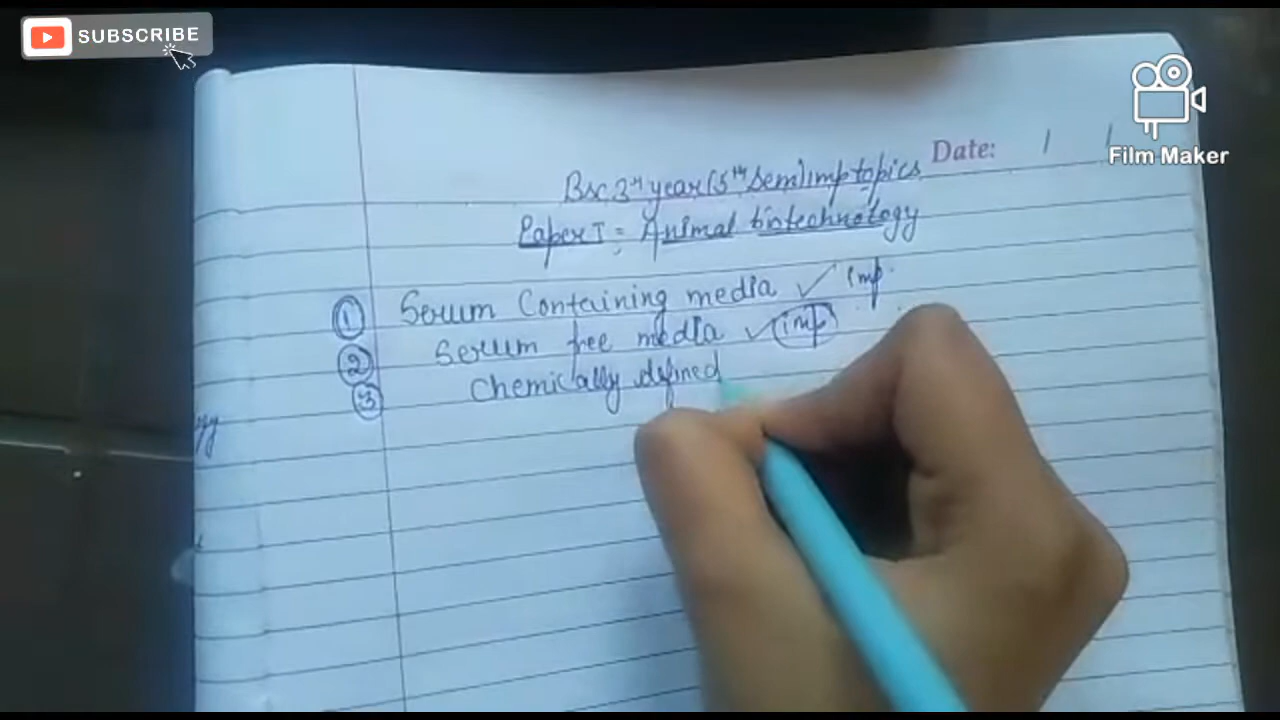 SUBSCRIBE
Film Maker
Date: / /
Bsc 3rd year (5th Sem) imp topics
Paper I = Animal biotechnology
① Serum Containing media ✓ imp.
② Serum free media ✓ imp
③ Chemically defined
gy